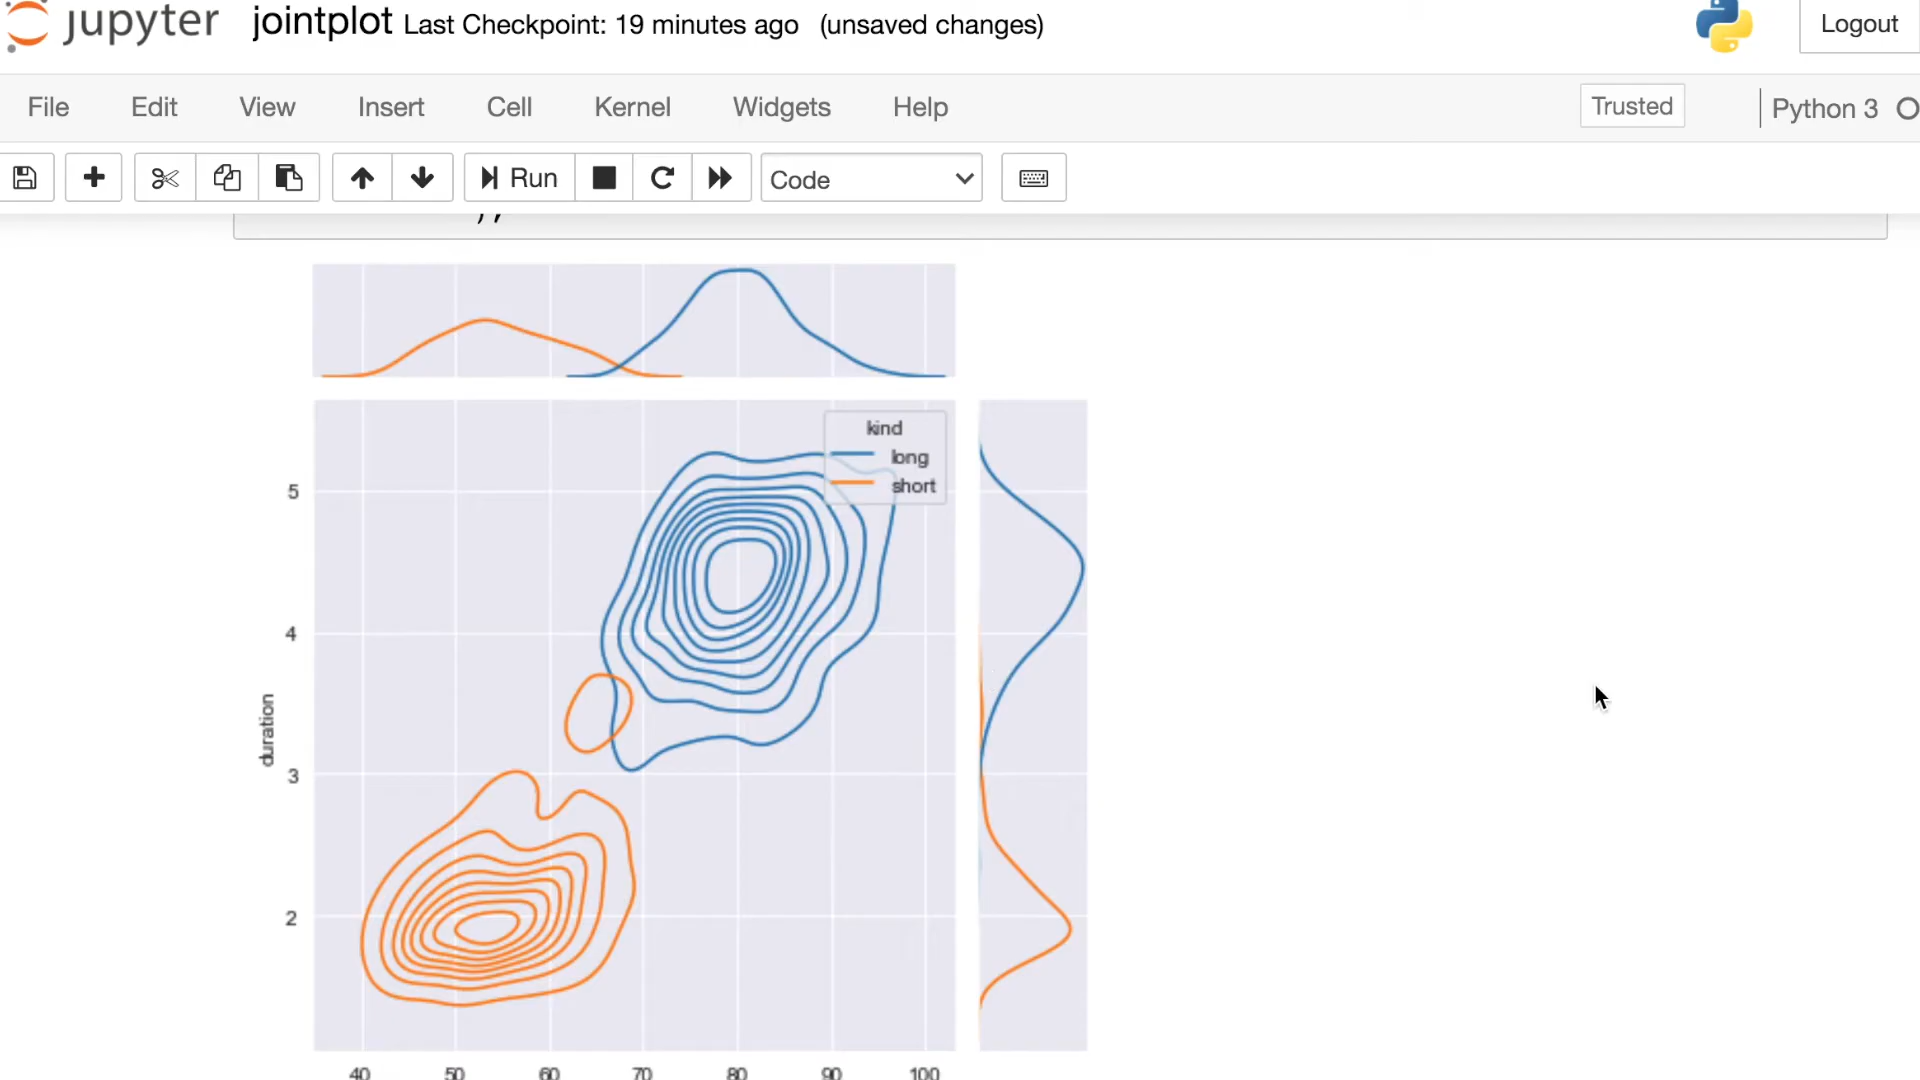 jupyter jointplot Last Checkpoint: 19 minutes ago (unsaved changes) Logout
File Edit View Insert Cell Kernel Widgets Help Trusted Python 3
Run Code
);
kind
long
short
5
4
duration
3
2
40 50 60 70 80 90 100